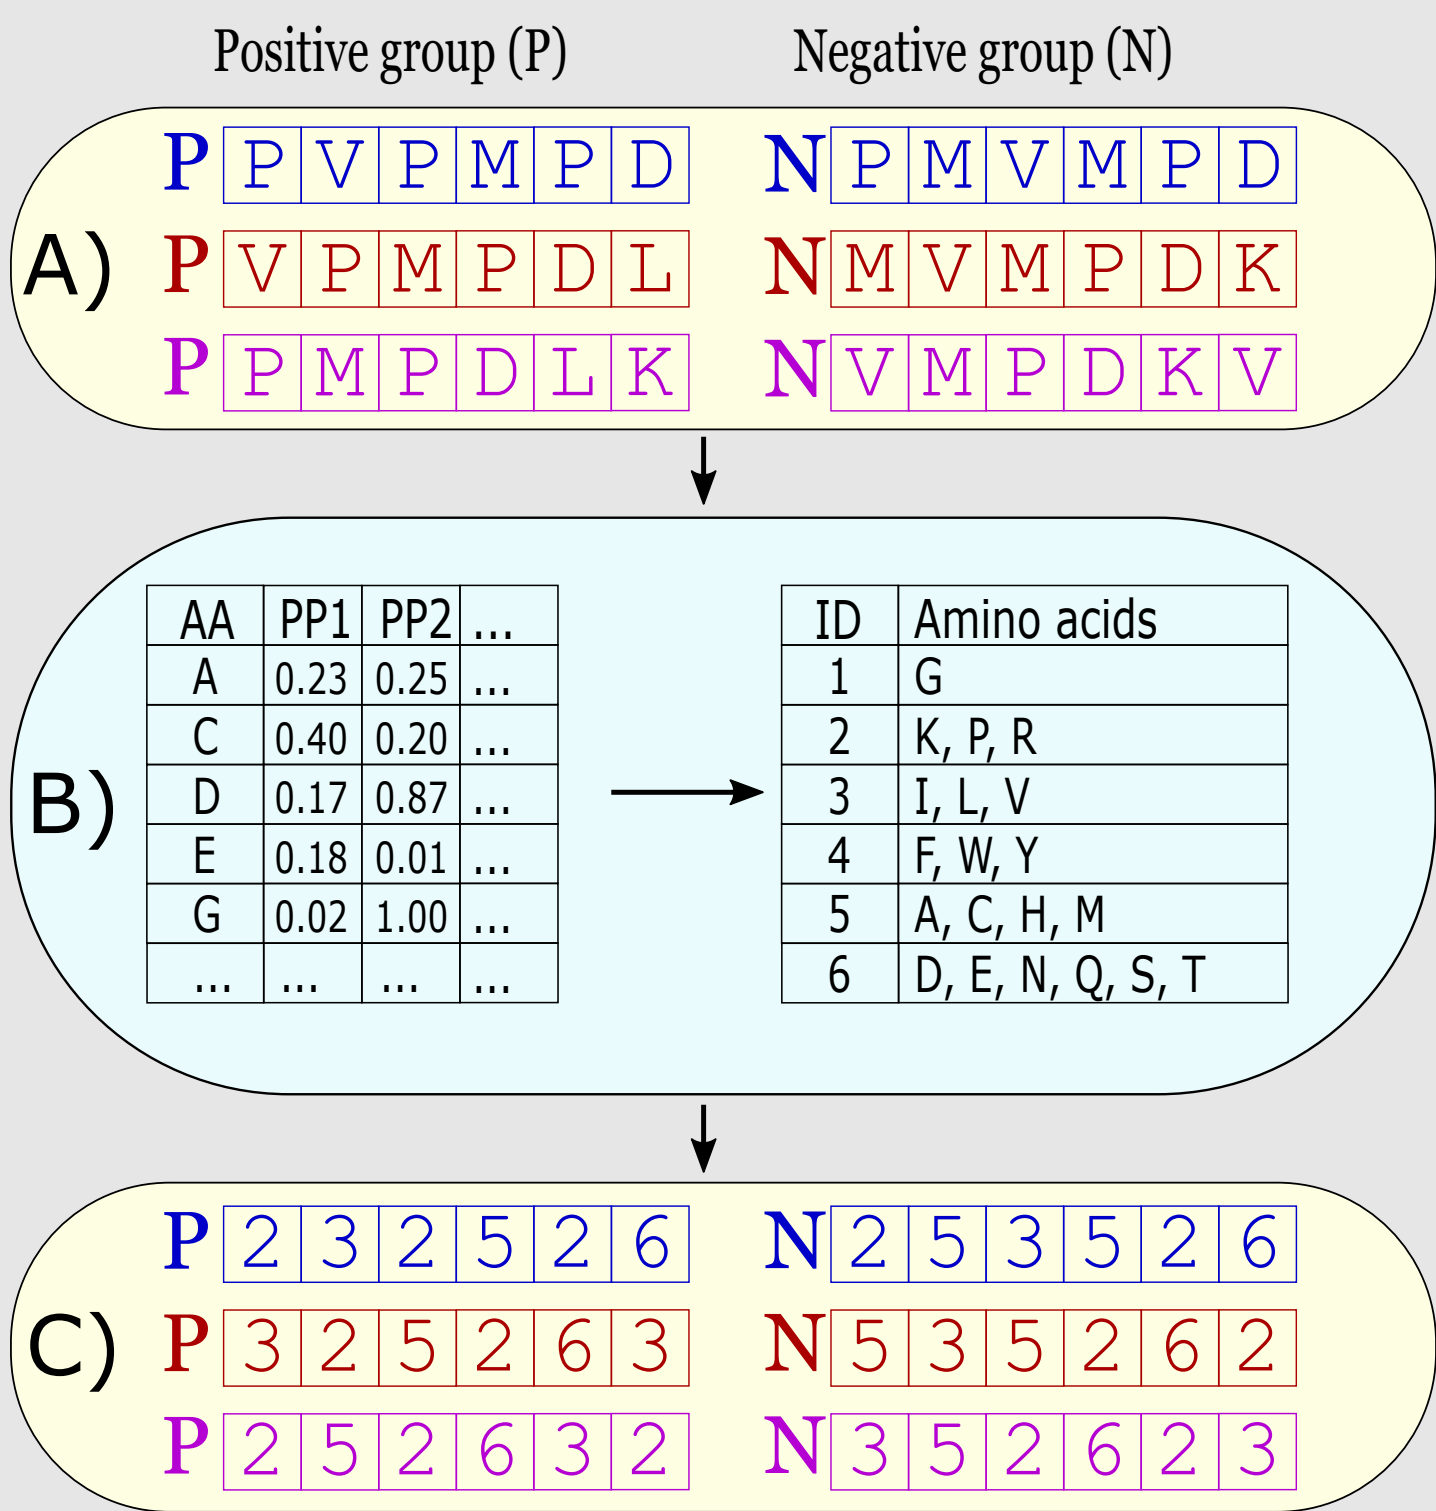 Positive group (P) Negative group (N)
P P V P M P D N P M V M P D
A) P V P M P D L N M V M P D K
P P M P D L K N V M P D K V
AA PP1 PP2 ... ID Amino acids
A 0.23 0.25 ... 1 G
C 0.40 0.20 ... 2 K, P, R
B) D 0.17 0.87 ... 3 I, L, V
E 0.18 0.01 ... 4 F, W, Y
G 0.02 1.00 ... 5 A, C, H, M
... ... ... ... 6 D, E, N, Q, S, T
P 2 3 2 5 2 6 N 2 5 3 5 2 6
C) P 3 2 5 2 6 3 N 5 3 5 2 6 2
P 2 5 2 6 3 2 N 3 5 2 6 2 3